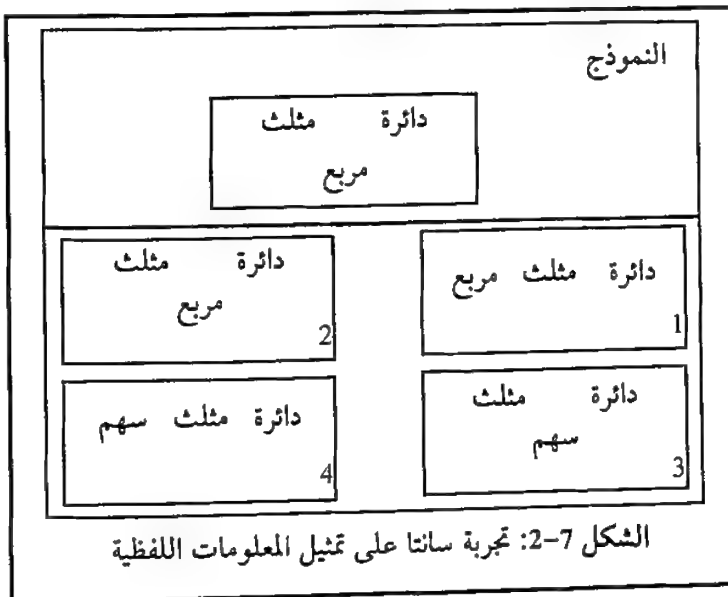 النموذج
دائرة مثلث
مربع
دائرة مثلث مربع
1
دائرة مثلث
مربع
2
دائرة مثلث
سهم
3
دائرة مثلث سهم
4
الشكل 7-2: تجربة سانتا على تمثيل المعلومات اللفظية